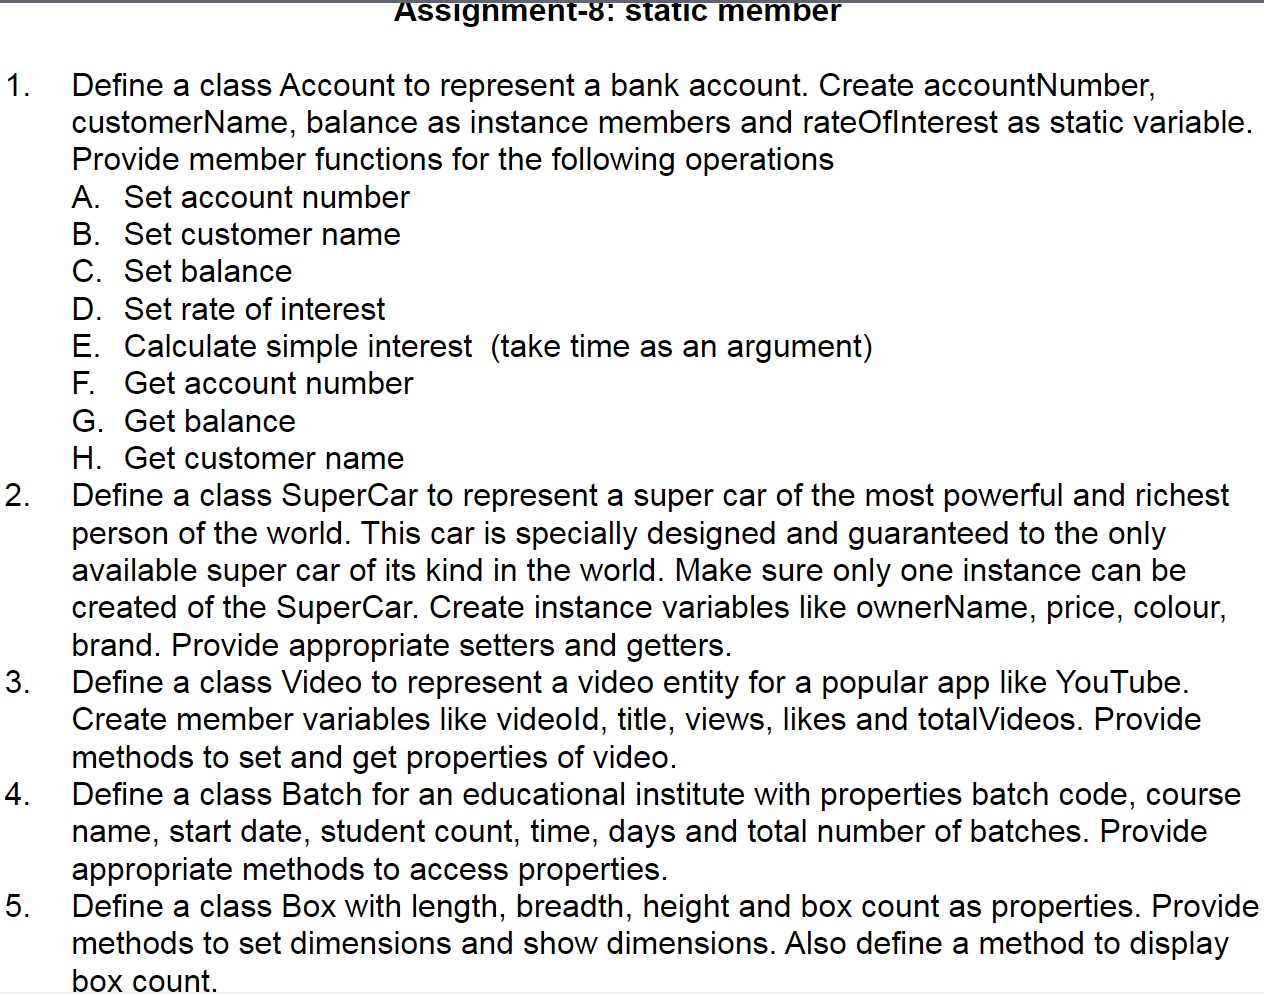 Assignment-8: static member
1. Define a class Account to represent a bank account. Create accountNumber,
customerName, balance as instance members and rateOfInterest as static variable.
Provide member functions for the following operations
A. Set account number
B. Set customer name
C. Set balance
D. Set rate of interest
E. Calculate simple interest (take time as an argument)
F. Get account number
G. Get balance
H. Get customer name
2. Define a class SuperCar to represent a super car of the most powerful and richest
person of the world. This car is specially designed and guaranteed to the only
available super car of its kind in the world. Make sure only one instance can be
created of the SuperCar. Create instance variables like ownerName, price, colour,
brand. Provide appropriate setters and getters.
3. Define a class Video to represent a video entity for a popular app like YouTube.
Create member variables like videoId, title, views, likes and totalVideos. Provide
methods to set and get properties of video.
4. Define a class Batch for an educational institute with properties batch code, course
name, start date, student count, time, days and total number of batches. Provide
appropriate methods to access properties.
5. Define a class Box with length, breadth, height and box count as properties. Provide
methods to set dimensions and show dimensions. Also define a method to display
box count.